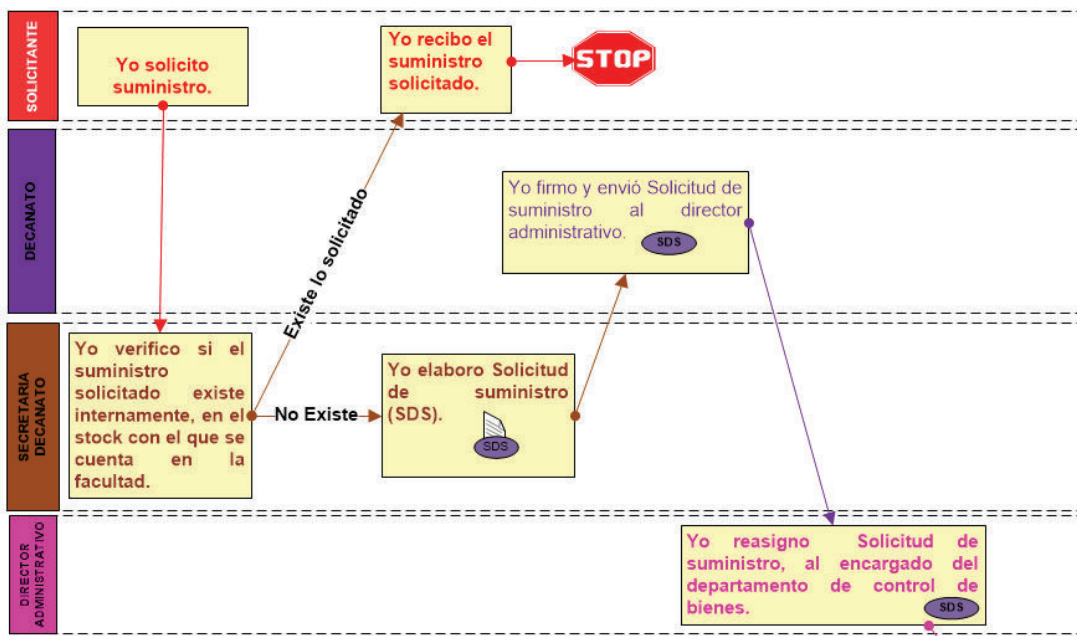 SOLICITANTE
Yo solicito
suministro.
Yo recibo el
suministro
solicitado.
STOP
DECANATO
Existe lo solicitado
Yo firmo y envió Solicitud de
suministro al director
administrativo.
SDS
SECRETARIA
DECANATO
Yo verifico si el
suministro
solicitado existe
internamente, en el
stock con el que se
cuenta en la
facultad.
No Existe
Yo elaboro Solicitud
de suministro
(SDS).
SDS
DIRECTOR
ADMINISTRATIVO
Yo reasigno Solicitud de
suministro, al encargado del
departamento de control de
bienes.
SDS